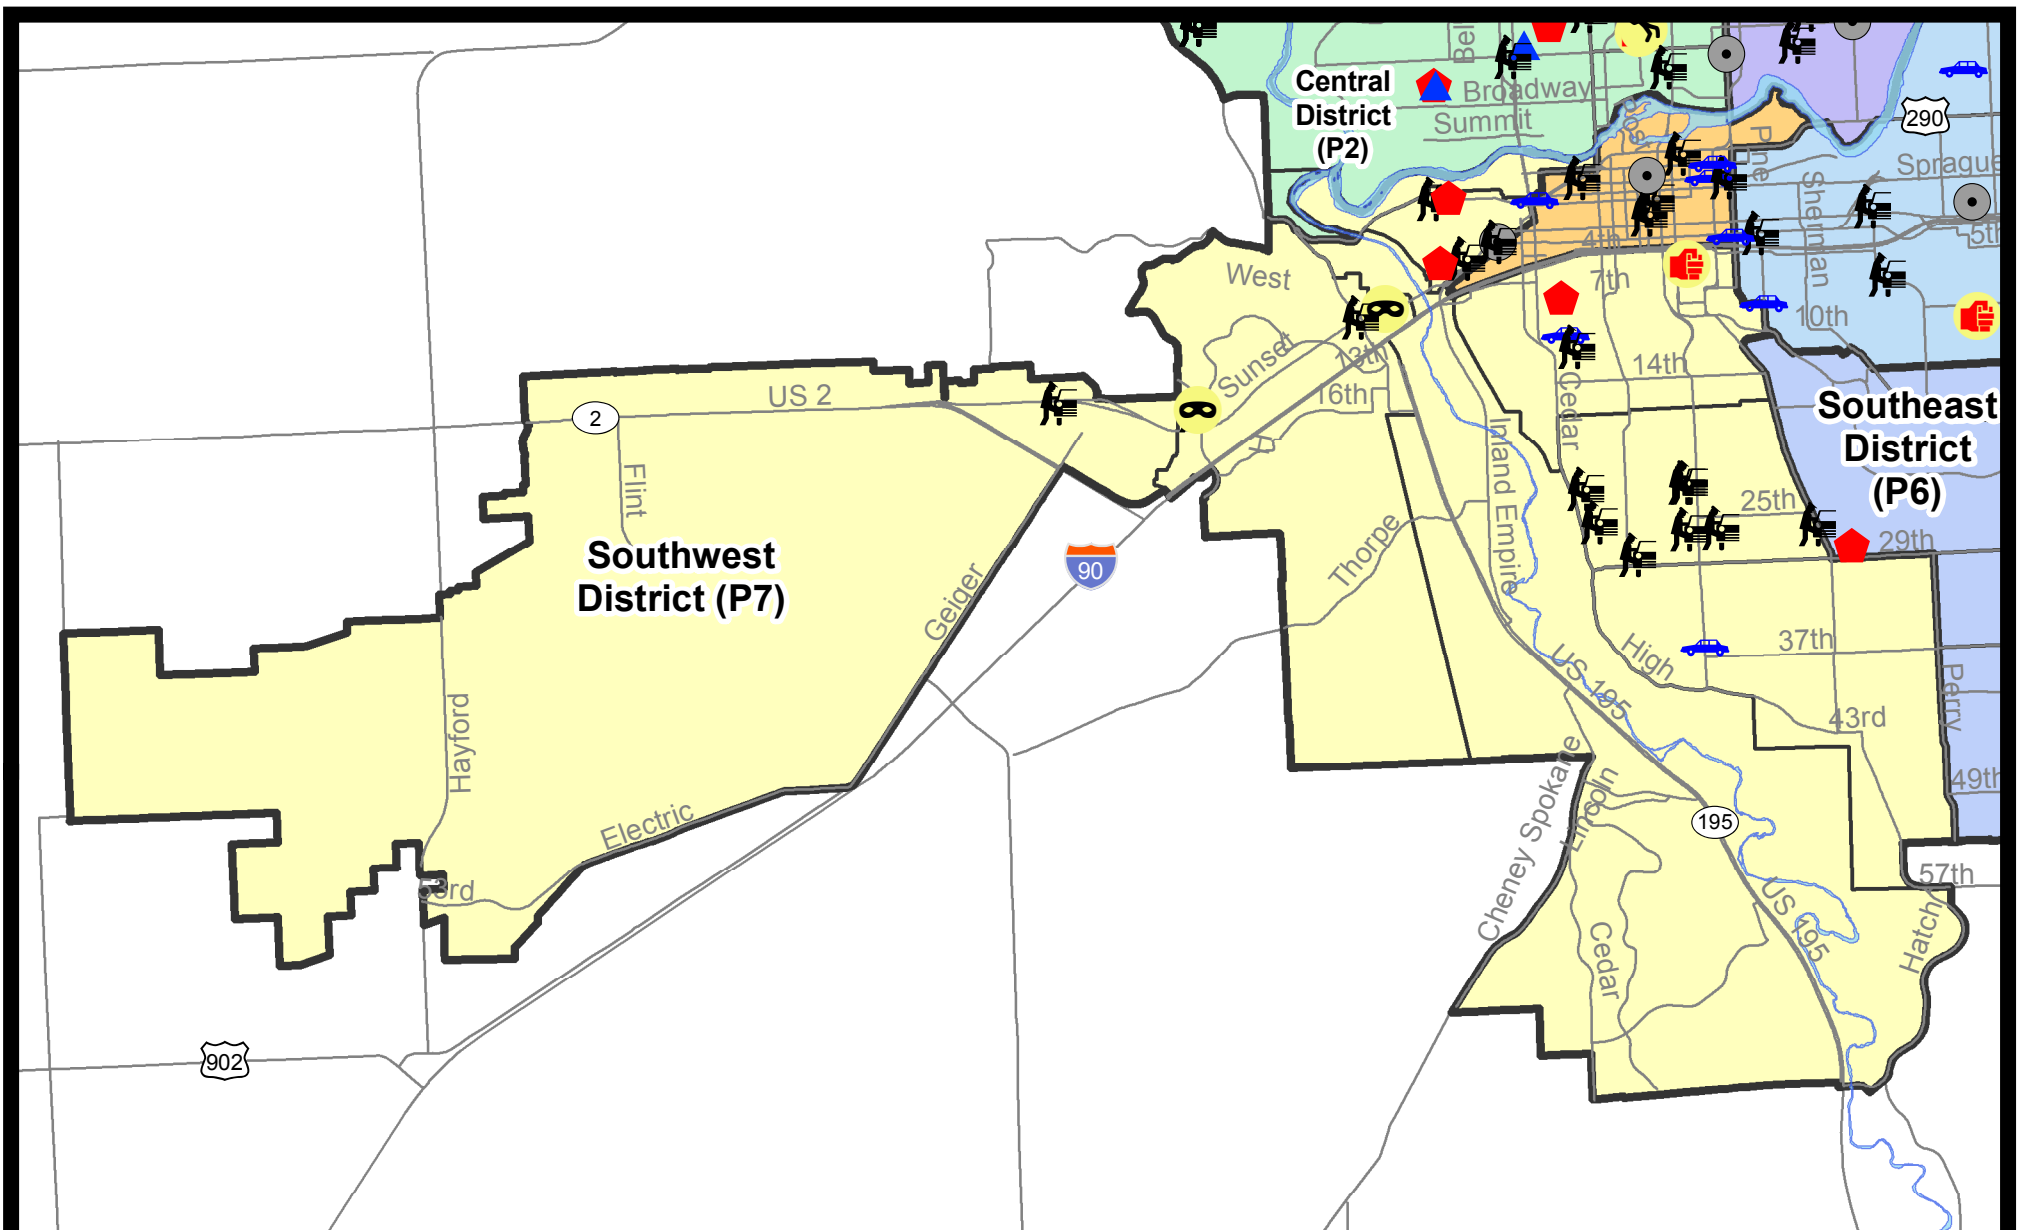 Bel
Central
District
(P2)
Broadway
Summit
Post
Pine
290
Sprague
Sherman
5th
4th
7th
West
10th
13th
14th
Sunset
16th
US 2
2
Cedar
Southeast
District
(P6)
Flint
Inland Empire
25th
29th
Southwest
District (P7)
90
Thorpe
Geiger
High
37th
US 195
Perry
43rd
Hayford
49th
Cheney Spokane
Lincoln
Electric
195
53rd
57th
US 195
Hatch
Cedar
902